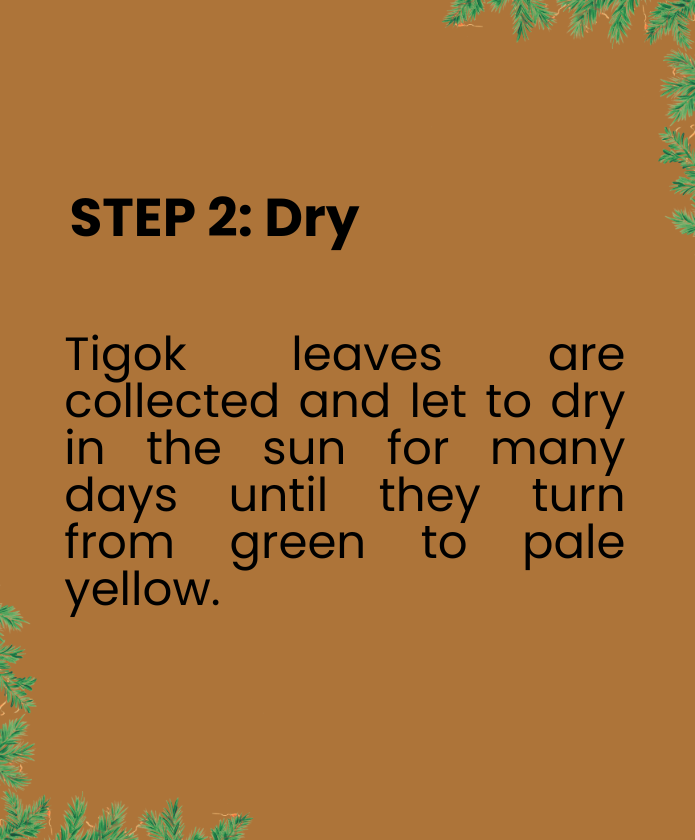 STEP 2: Dry
Tigok leaves are
collected and let to dry
in the sun for many
days until they turn
from green to pale
yellow.